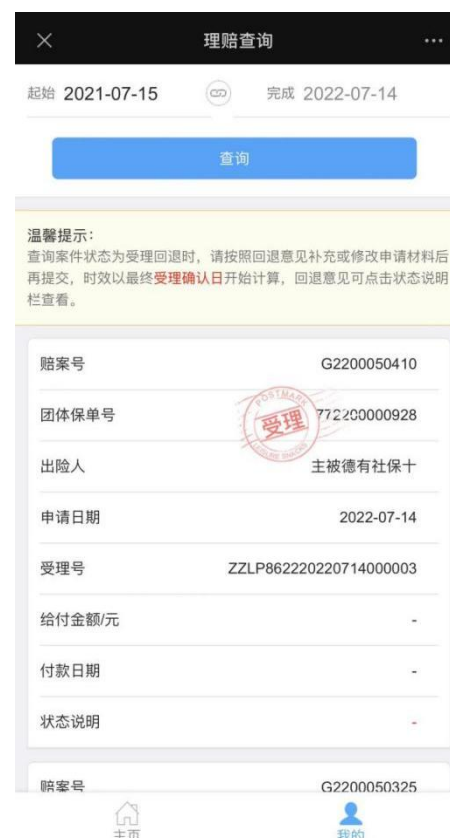 理赔查询
起始 2021-07-15 完成 2022-07-14
查询
温馨提示：
查询案件状态为受理回退时，请按照回退意见补充或修改申请材料后
再提交，时效以最终受理确认日开始计算，回退意见可点击状态说明
栏查看。
赔案号 G2200050410
POSTMARK
团体保单号 772200000928
受理
LEISURE SNACKS
出险人 主被德有社保十
申请日期 2022-07-14
受理号 ZZLP862220220714000003
给付金额/元 -
付款日期 -
状态说明 -
赔案号 G2200050325
主页 我的